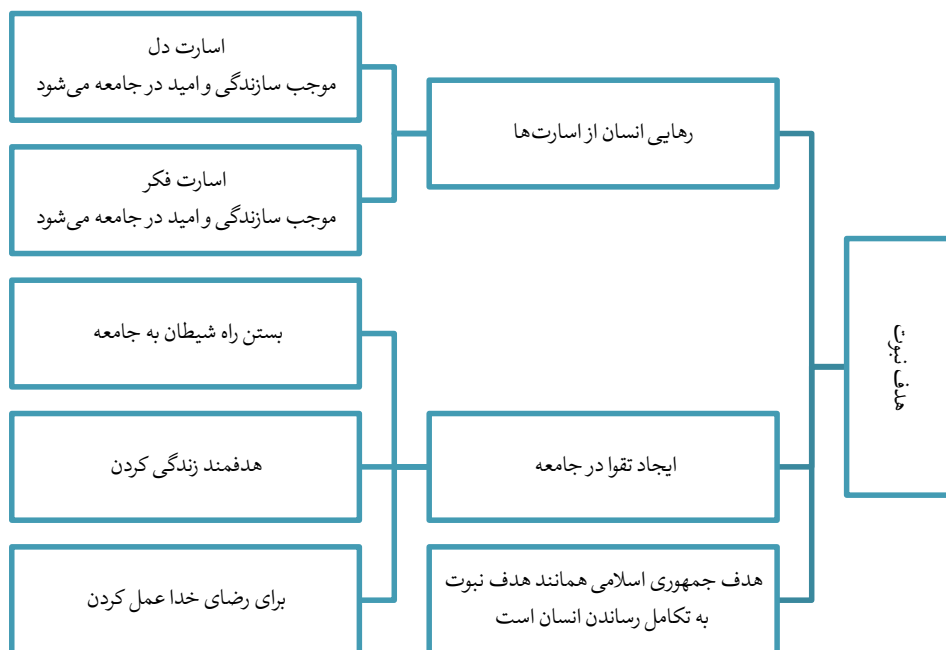 هدف نبوت
رهایی انسان از اسارت‌ها
اسارت دل
موجب سازندگی و امید در جامعه می‌شود
اسارت فکر
موجب سازندگی و امید در جامعه می‌شود
ایجاد تقوا در جامعه
بستن راه شیطان به جامعه
هدفمند زندگی کردن
برای رضای خدا عمل کردن
هدف جمهوری اسلامی همانند هدف نبوت
به تکامل رساندن انسان است